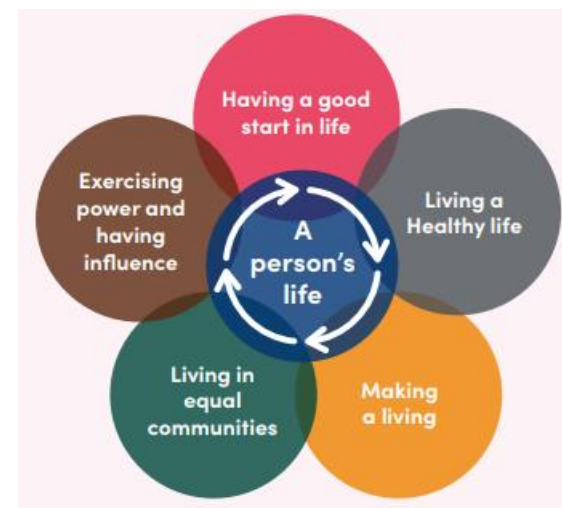 Having a good
start in life
Living a
Healthy life
Making
a living
Living in
equal
communities
Exercising
power and
having
influence
A
person's
life